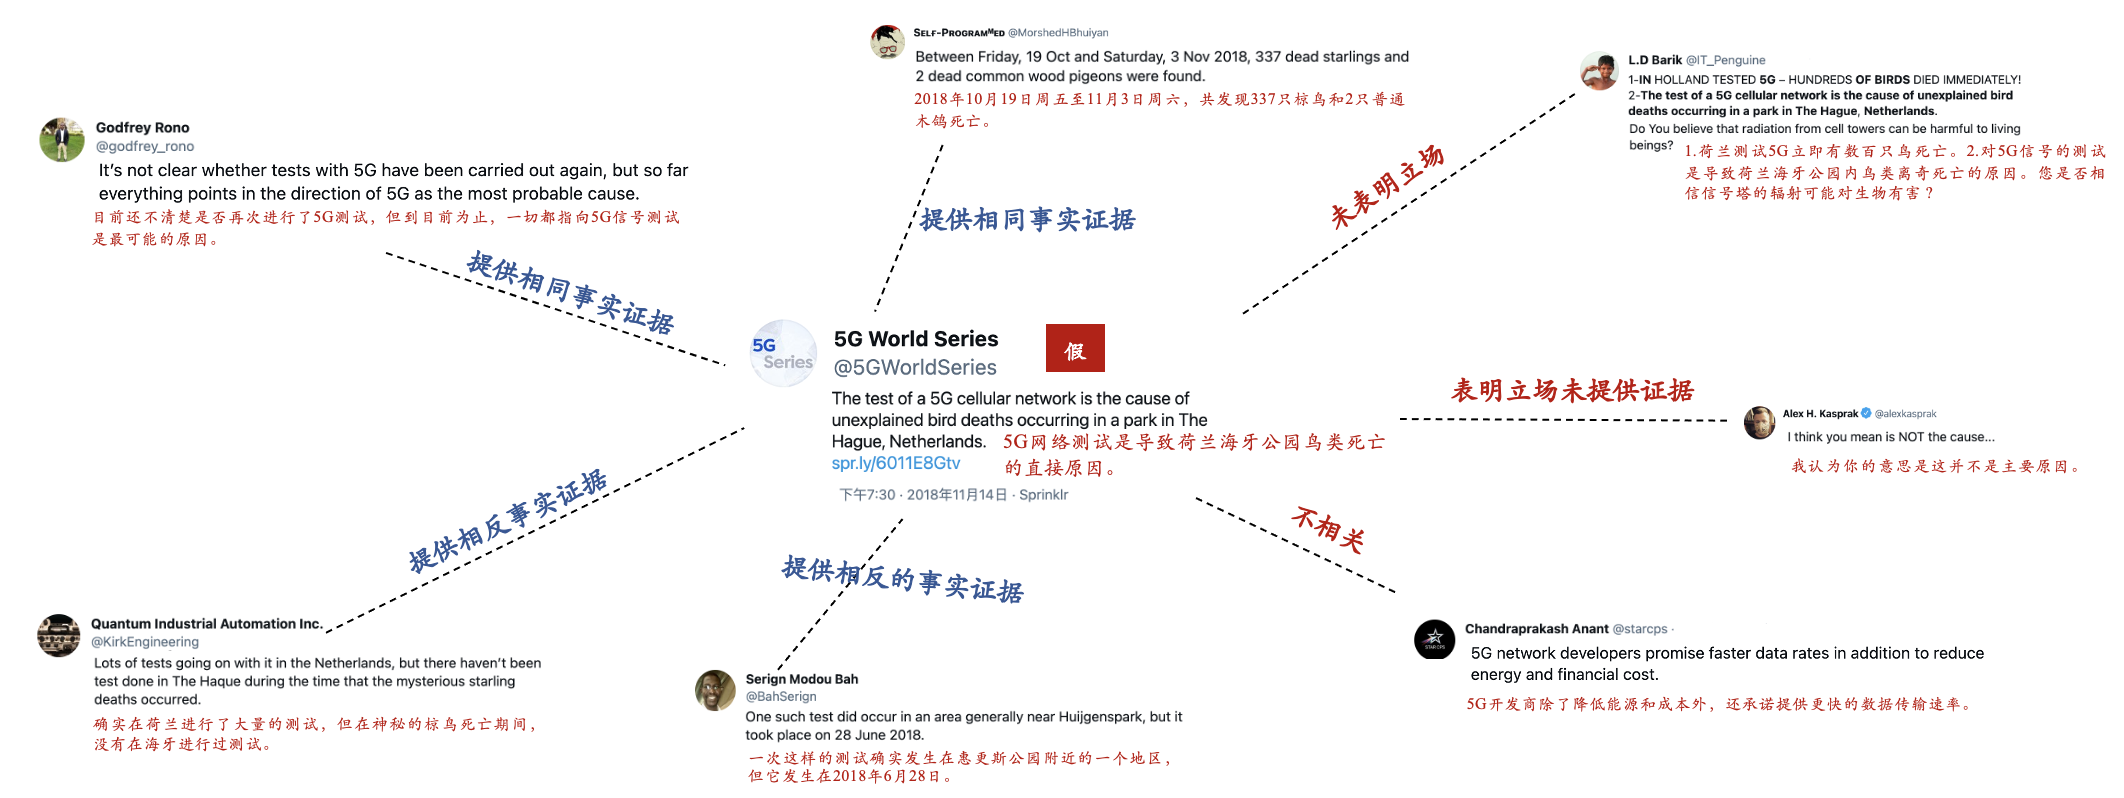 Self-Programmed @MorshedHBhuiyan
Between Friday, 19 Oct and Saturday, 3 Nov 2018, 337 dead starlings and
2 dead common wood pigeons were found.
2018年10月19日周五至11月3日周六，共发现337只椋鸟和2只普通
木鸽死亡。
L.D Barik @IT_Penguine
1-IN HOLLAND TESTED 5G – HUNDREDS OF BIRDS DIED IMMEDIATELY!
2-The test of a 5G cellular network is the cause of unexplained bird
deaths occurring in a park in The Hague, Netherlands.
Do You believe that radiation from cell towers can be harmful to living
beings?
1.荷兰测试5G立即有数百只鸟死亡。2.对5G信号的测试
是导致荷兰海牙公园内鸟类离奇死亡的原因。您是否相
信信号塔的辐射可能对生物有害？
Godfrey Rono
@godfrey_rono
It's not clear whether tests with 5G have been carried out again, but so far
everything points in the direction of 5G as the most probable cause.
目前还不清楚是否再次进行了5G测试，但到目前为止，一切都指向5G信号测试
是最可能的原因。
提供相同事实证据
提供相同事实证据
未表明立场
5G
Series
5G World Series
@5GWorldSeries
假
The test of a 5G cellular network is the cause of
unexplained bird deaths occurring in a park in The
Hague, Netherlands.
5G网络测试是导致荷兰海牙公园鸟类死亡
的直接原因。
spr.ly/6011E8Gtv
下午7:30 · 2018年11月14日 · Sprinklr
表明立场未提供证据
Alex H. Kasprak @alexkasprak
I think you mean is NOT the cause...
我认为你的意思是这并不是主要原因。
提供相反事实证据
提供相反的事实证据
不相关
Quantum Industrial Automation Inc.
@KirkEngineering
Lots of tests going on with it in the Netherlands, but there haven't been
test done in The Haque during the time that the mysterious starling
deaths occurred.
确实在荷兰进行了大量的测试，但在神秘的椋鸟死亡期间，
没有在海牙进行过测试。
Serign Modou Bah
@BahSerign
One such test did occur in an area generally near Huijgenspark, but it
took place on 28 June 2018.
一次这样的测试确实发生在惠更斯公园附近的一个地区，
但它发生在2018年6月28日。
STAR CPS
Chandraprakash Anant @starcps ·
5G network developers promise faster data rates in addition to reduce
energy and financial cost.
5G开发商除了降低能源和成本外，还承诺提供更快的数据传输速率。